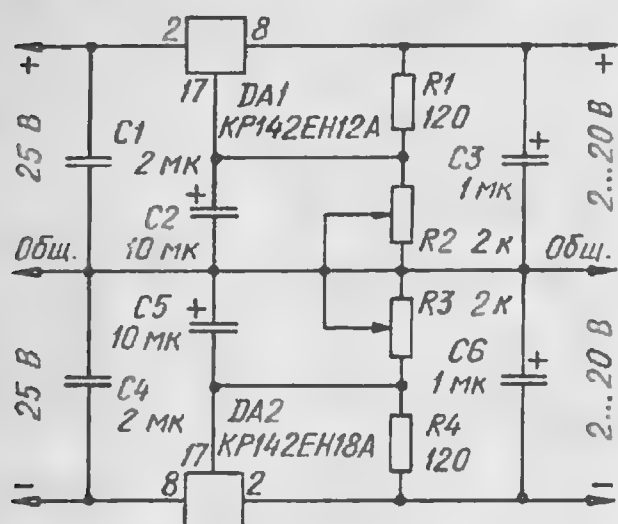 2
8
+
+
17
DA1
КР142ЕН12А
R1
120
25 В
C1
2 мк
+
C2
10 мк
C3
+
1 мк
2...20 В
R2 2к
Общ.
Общ.
C5
+
10 мк
R3 2к
25 В
C4
2 мк
C6
+
1 мк
2...20 В
17
DA2
КР142ЕН18А
R4
120
8
2
−
−